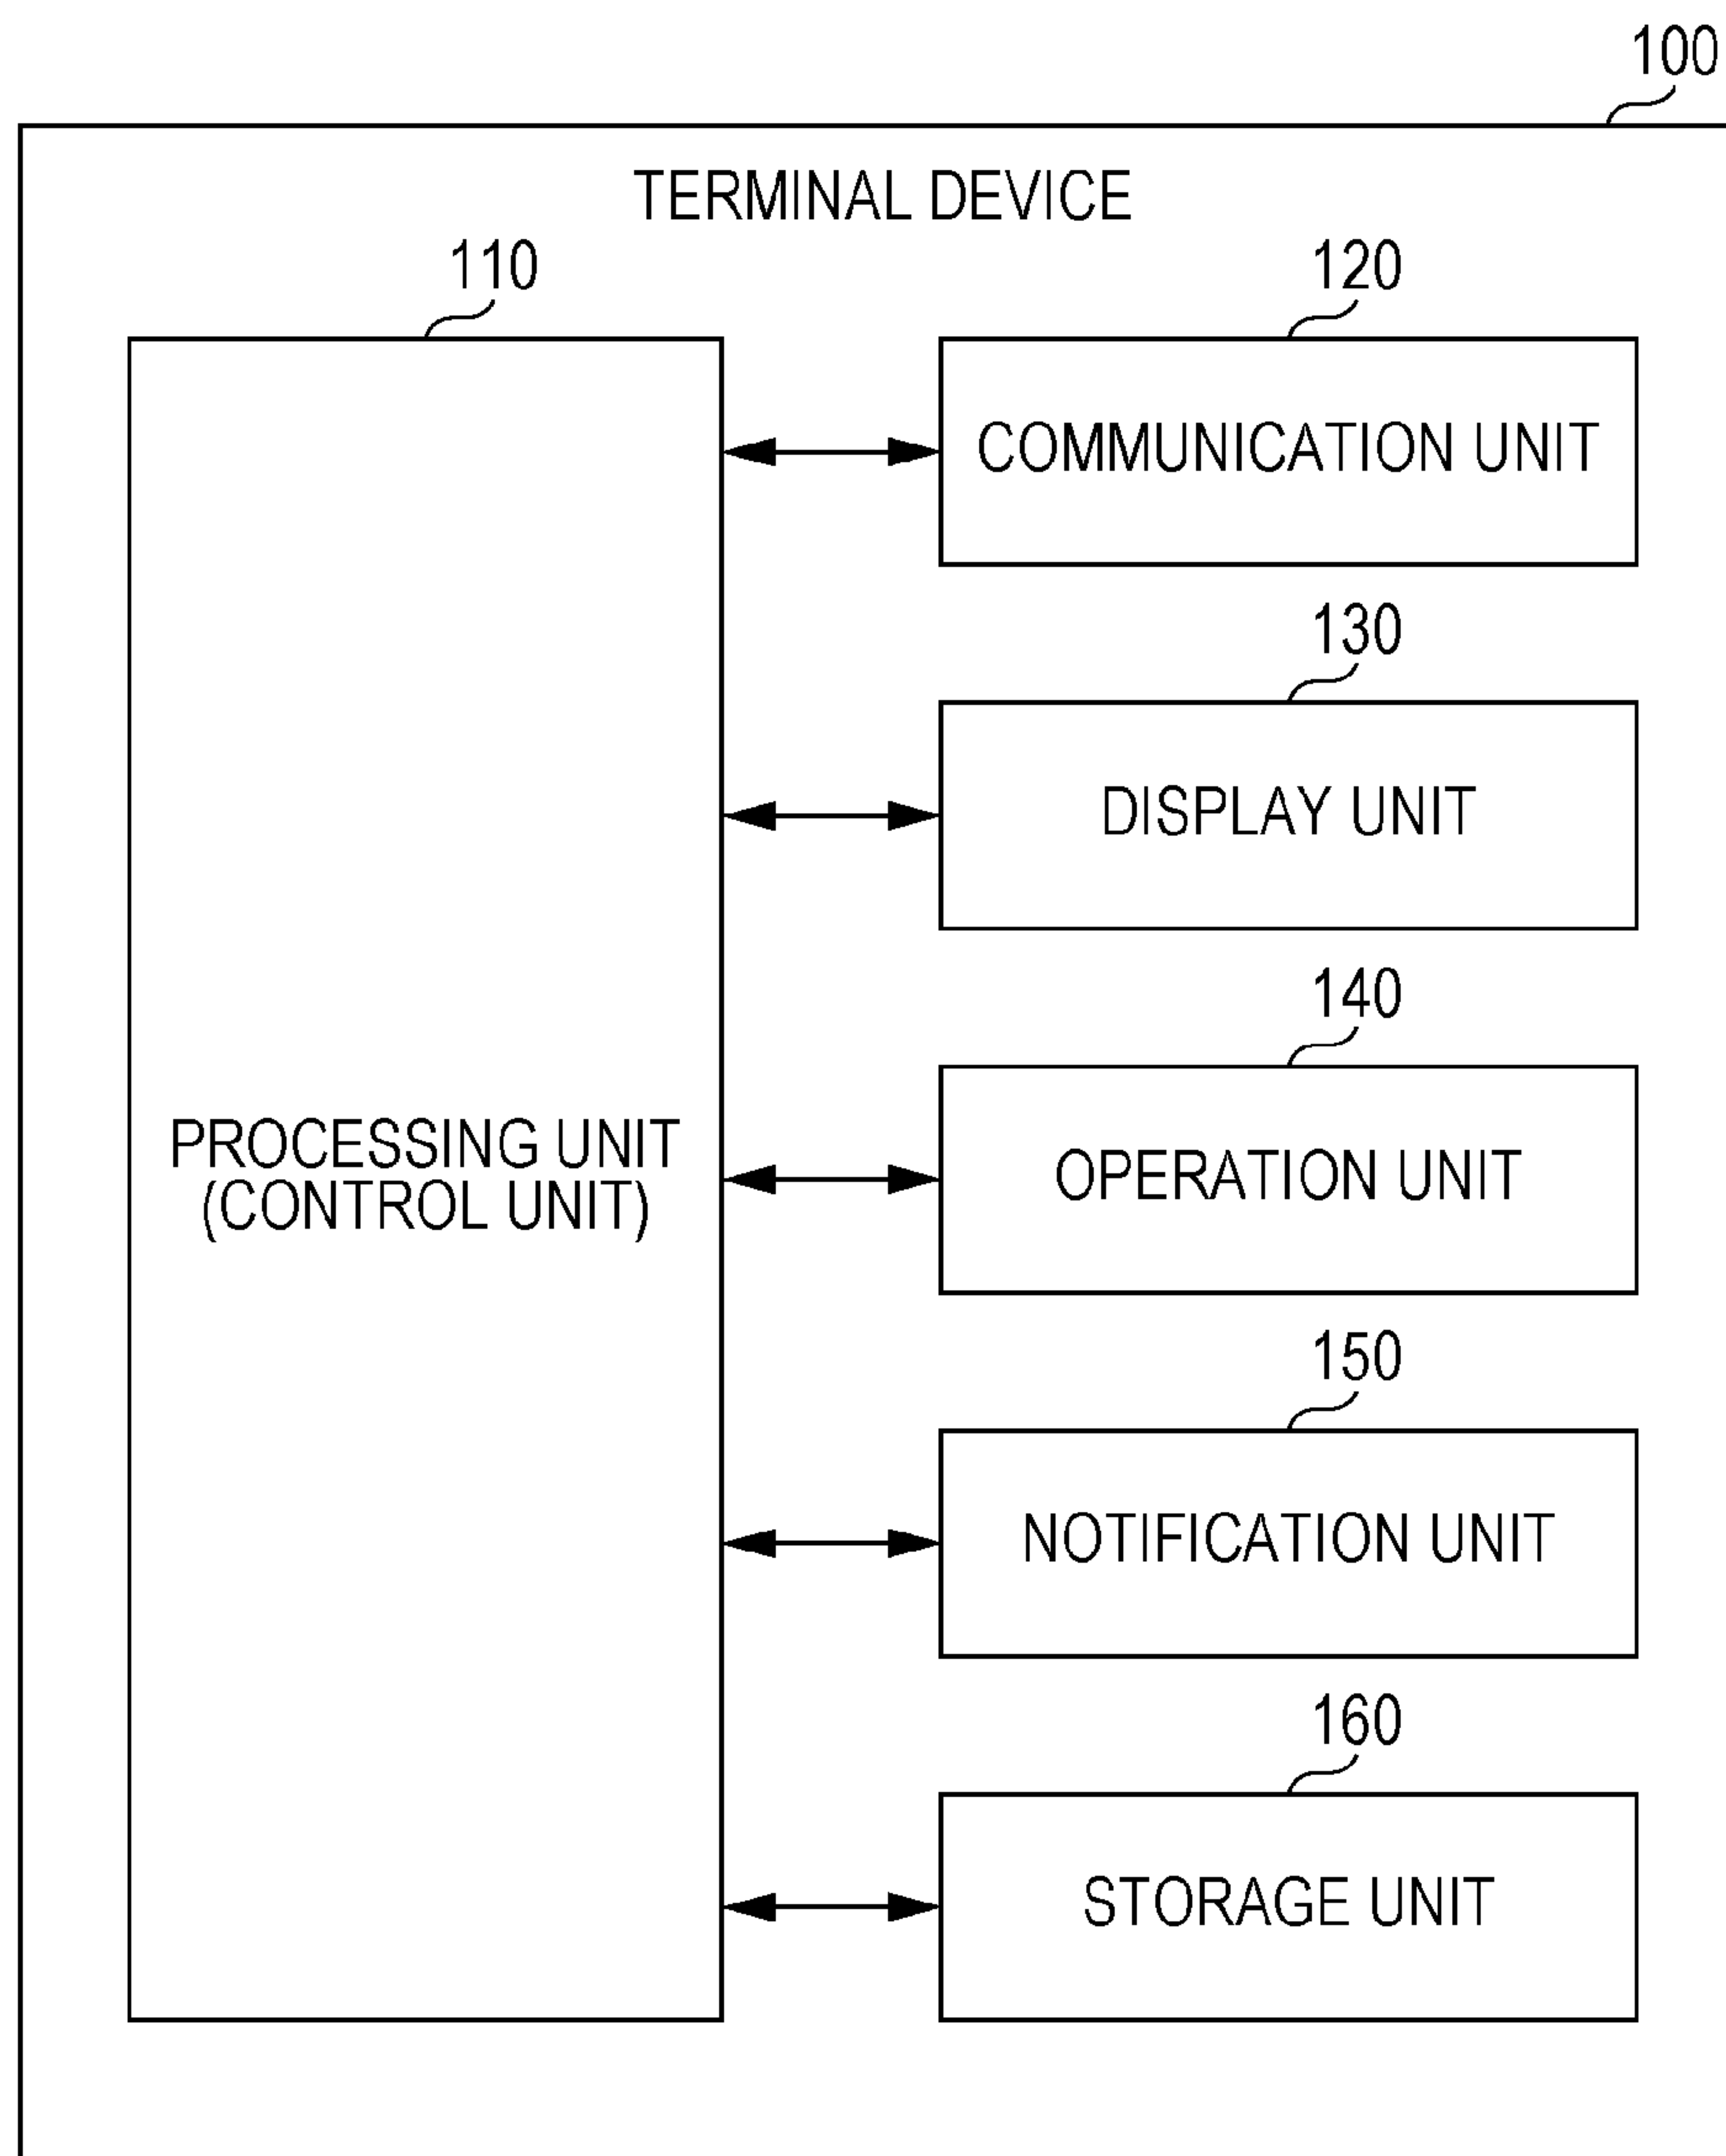 100
TERMINAL DEVICE
110
120
COMMUNICATION UNIT
130
DISPLAY UNIT
140
PROCESSING UNIT
(CONTROL UNIT)
OPERATION UNIT
150
NOTIFICATION UNIT
160
STORAGE UNIT